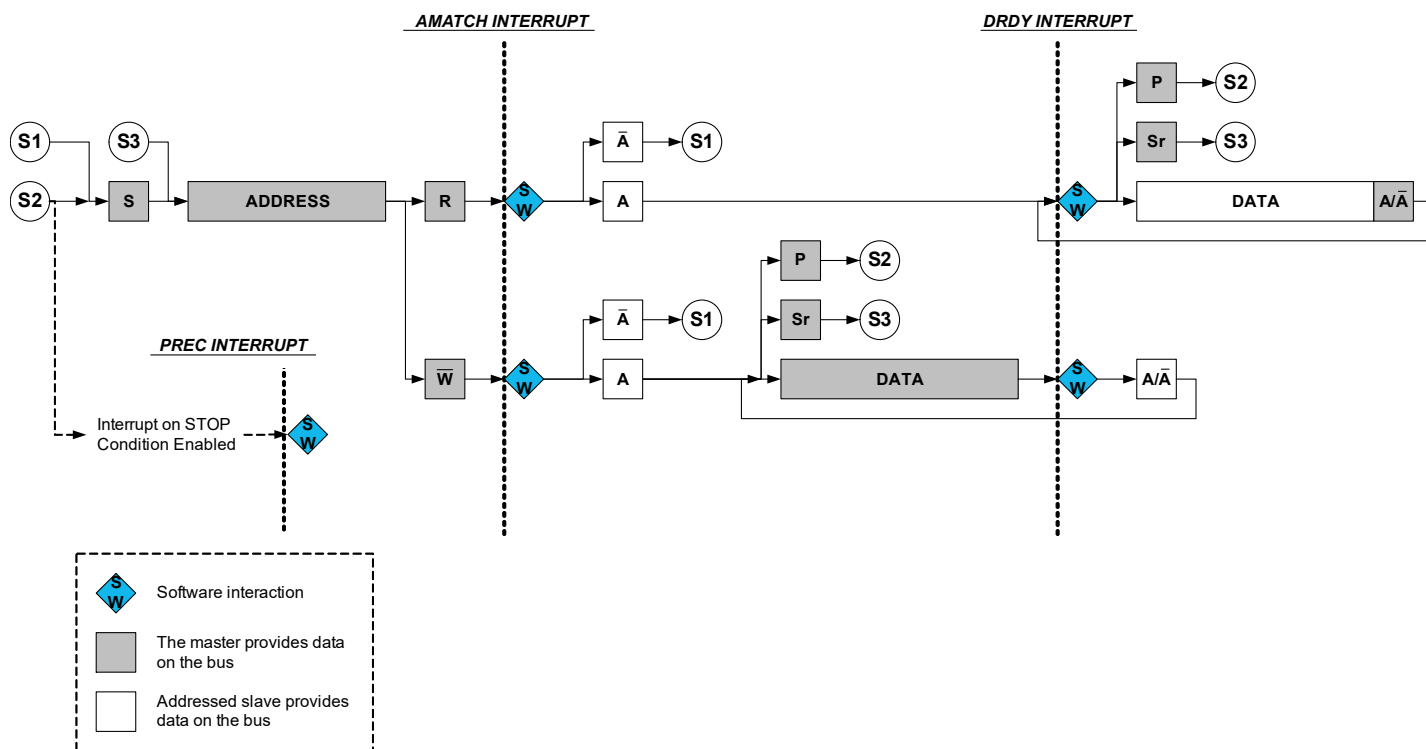 AMATCH INTERRUPT
DRDY INTERRUPT
P
S2
S1
S3
A̅
S1
Sr
S3
S2
S
ADDRESS
R
S
W
A
S
W
DATA
A/A̅
P
S2
A̅
S1
Sr
S3
PREC INTERRUPT
W̅
S
W
A
DATA
S
W
A/A̅
Interrupt on STOP
Condition Enabled
S
W
S
W
Software interaction
The master provides data
on the bus
Addressed slave provides
data on the bus